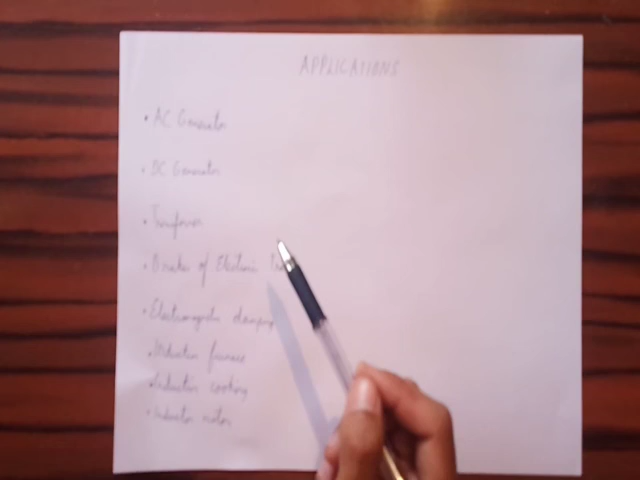 APPLICATIONS
• AC Generator
• DC Generator
• Transformer
• Brakes of Electric
• Electromagnetic damping
• Induction furnace
• Induction cooking
• Induction motor